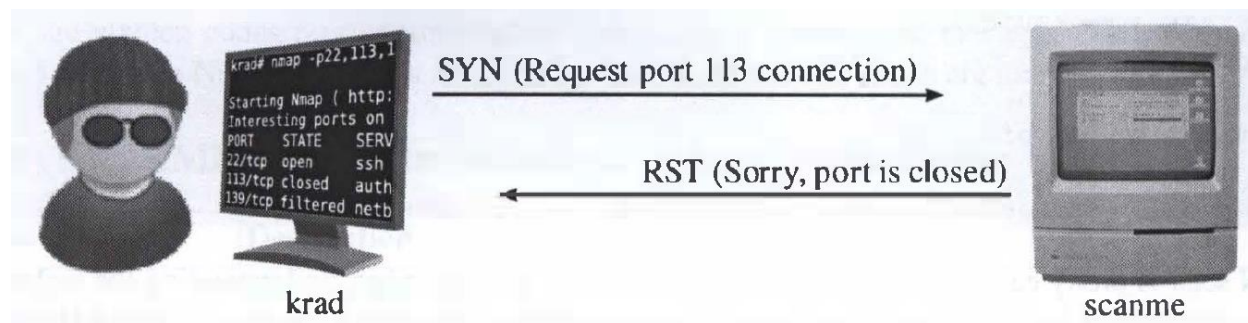 krad# nmap -p22,113,1
Starting Nmap ( http:
Interesting ports on
PORT STATE SERV
22/tcp open ssh
113/tcp closed auth
139/tcp filtered netb
SYN (Request port 113 connection)
RST (Sorry, port is closed)
krad
scanme